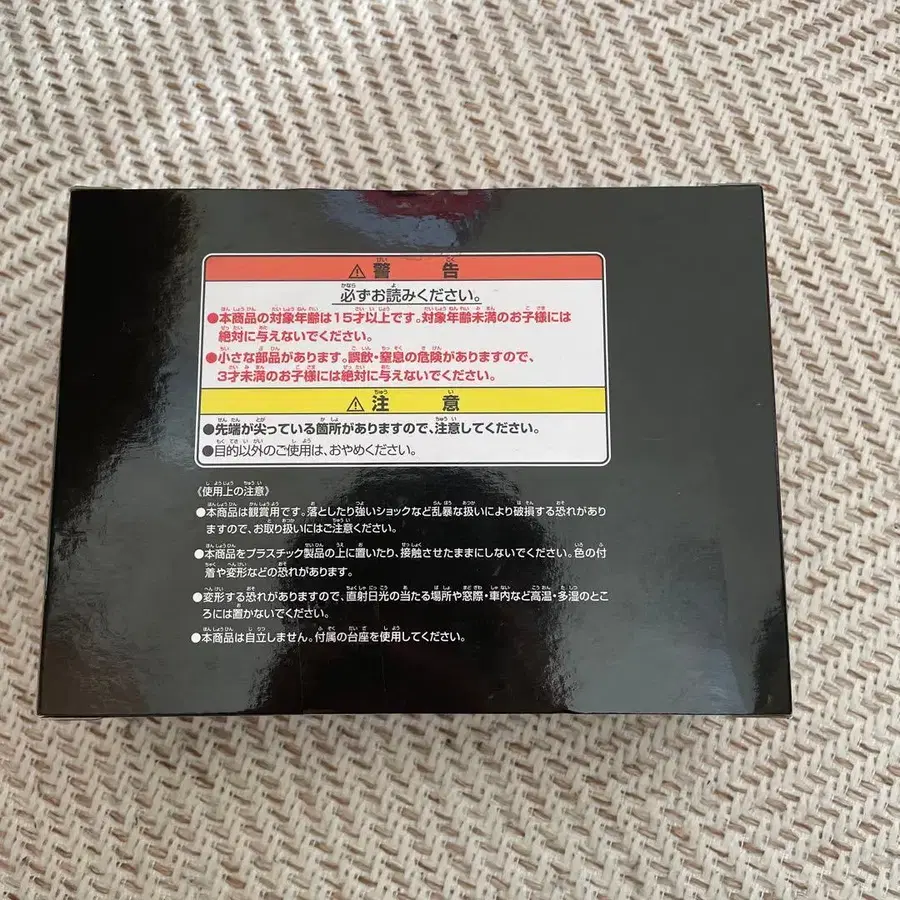 ⚠警告
必ずお読みください。
●本商品の対象年齢は15才以上です。対象年齢未満のお子様には
絶対に与えないでください。
●小さな部品があります。誤飲・窒息の危険がありますので、
3才未満のお子様には絶対に与えないでください。
⚠注意
●先端が尖っている箇所がありますので、注意してください。
●目的以外のご使用は、おやめください。
《使用上の注意》
●本商品は観賞用です。落としたり強いショックなど乱暴な扱いにより破損する恐れがあり
ますので、お取り扱いにはご注意ください。
●本商品をプラスチック製品の上に置いたり、接触させたままにしないでください。色の付
着や変形などの恐れがあります。
●変形する恐れがありますので、直射日光の当たる場所や窓際・車内など高温・多湿のとこ
ろには置かないでください。
●本商品は自立しません。付属の台座を使用してください。